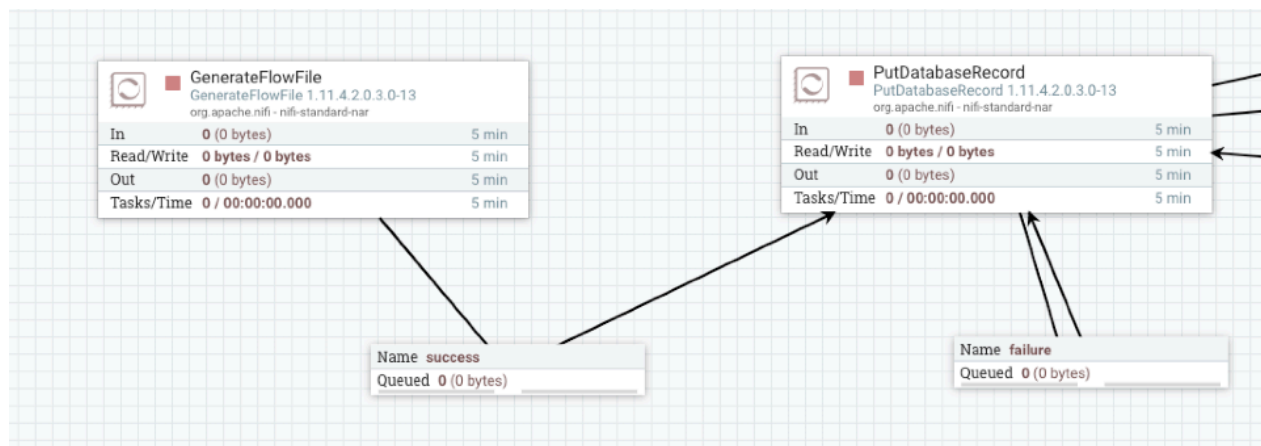 GenerateFlowFile
GenerateFlowFile 1.11.4.2.0.3.0-13
org.apache.nifi - nifi-standard-nar
In 0 (0 bytes) 5 min
Read/Write 0 bytes / 0 bytes 5 min
Out 0 (0 bytes) 5 min
Tasks/Time 0 / 00:00:00.000 5 min
PutDatabaseRecord
PutDatabaseRecord 1.11.4.2.0.3.0-13
org.apache.nifi - nifi-standard-nar
In 0 (0 bytes) 5 min
Read/Write 0 bytes / 0 bytes 5 min
Out 0 (0 bytes) 5 min
Tasks/Time 0 / 00:00:00.000 5 min
Name success
Queued 0 (0 bytes)
Name failure
Queued 0 (0 bytes)